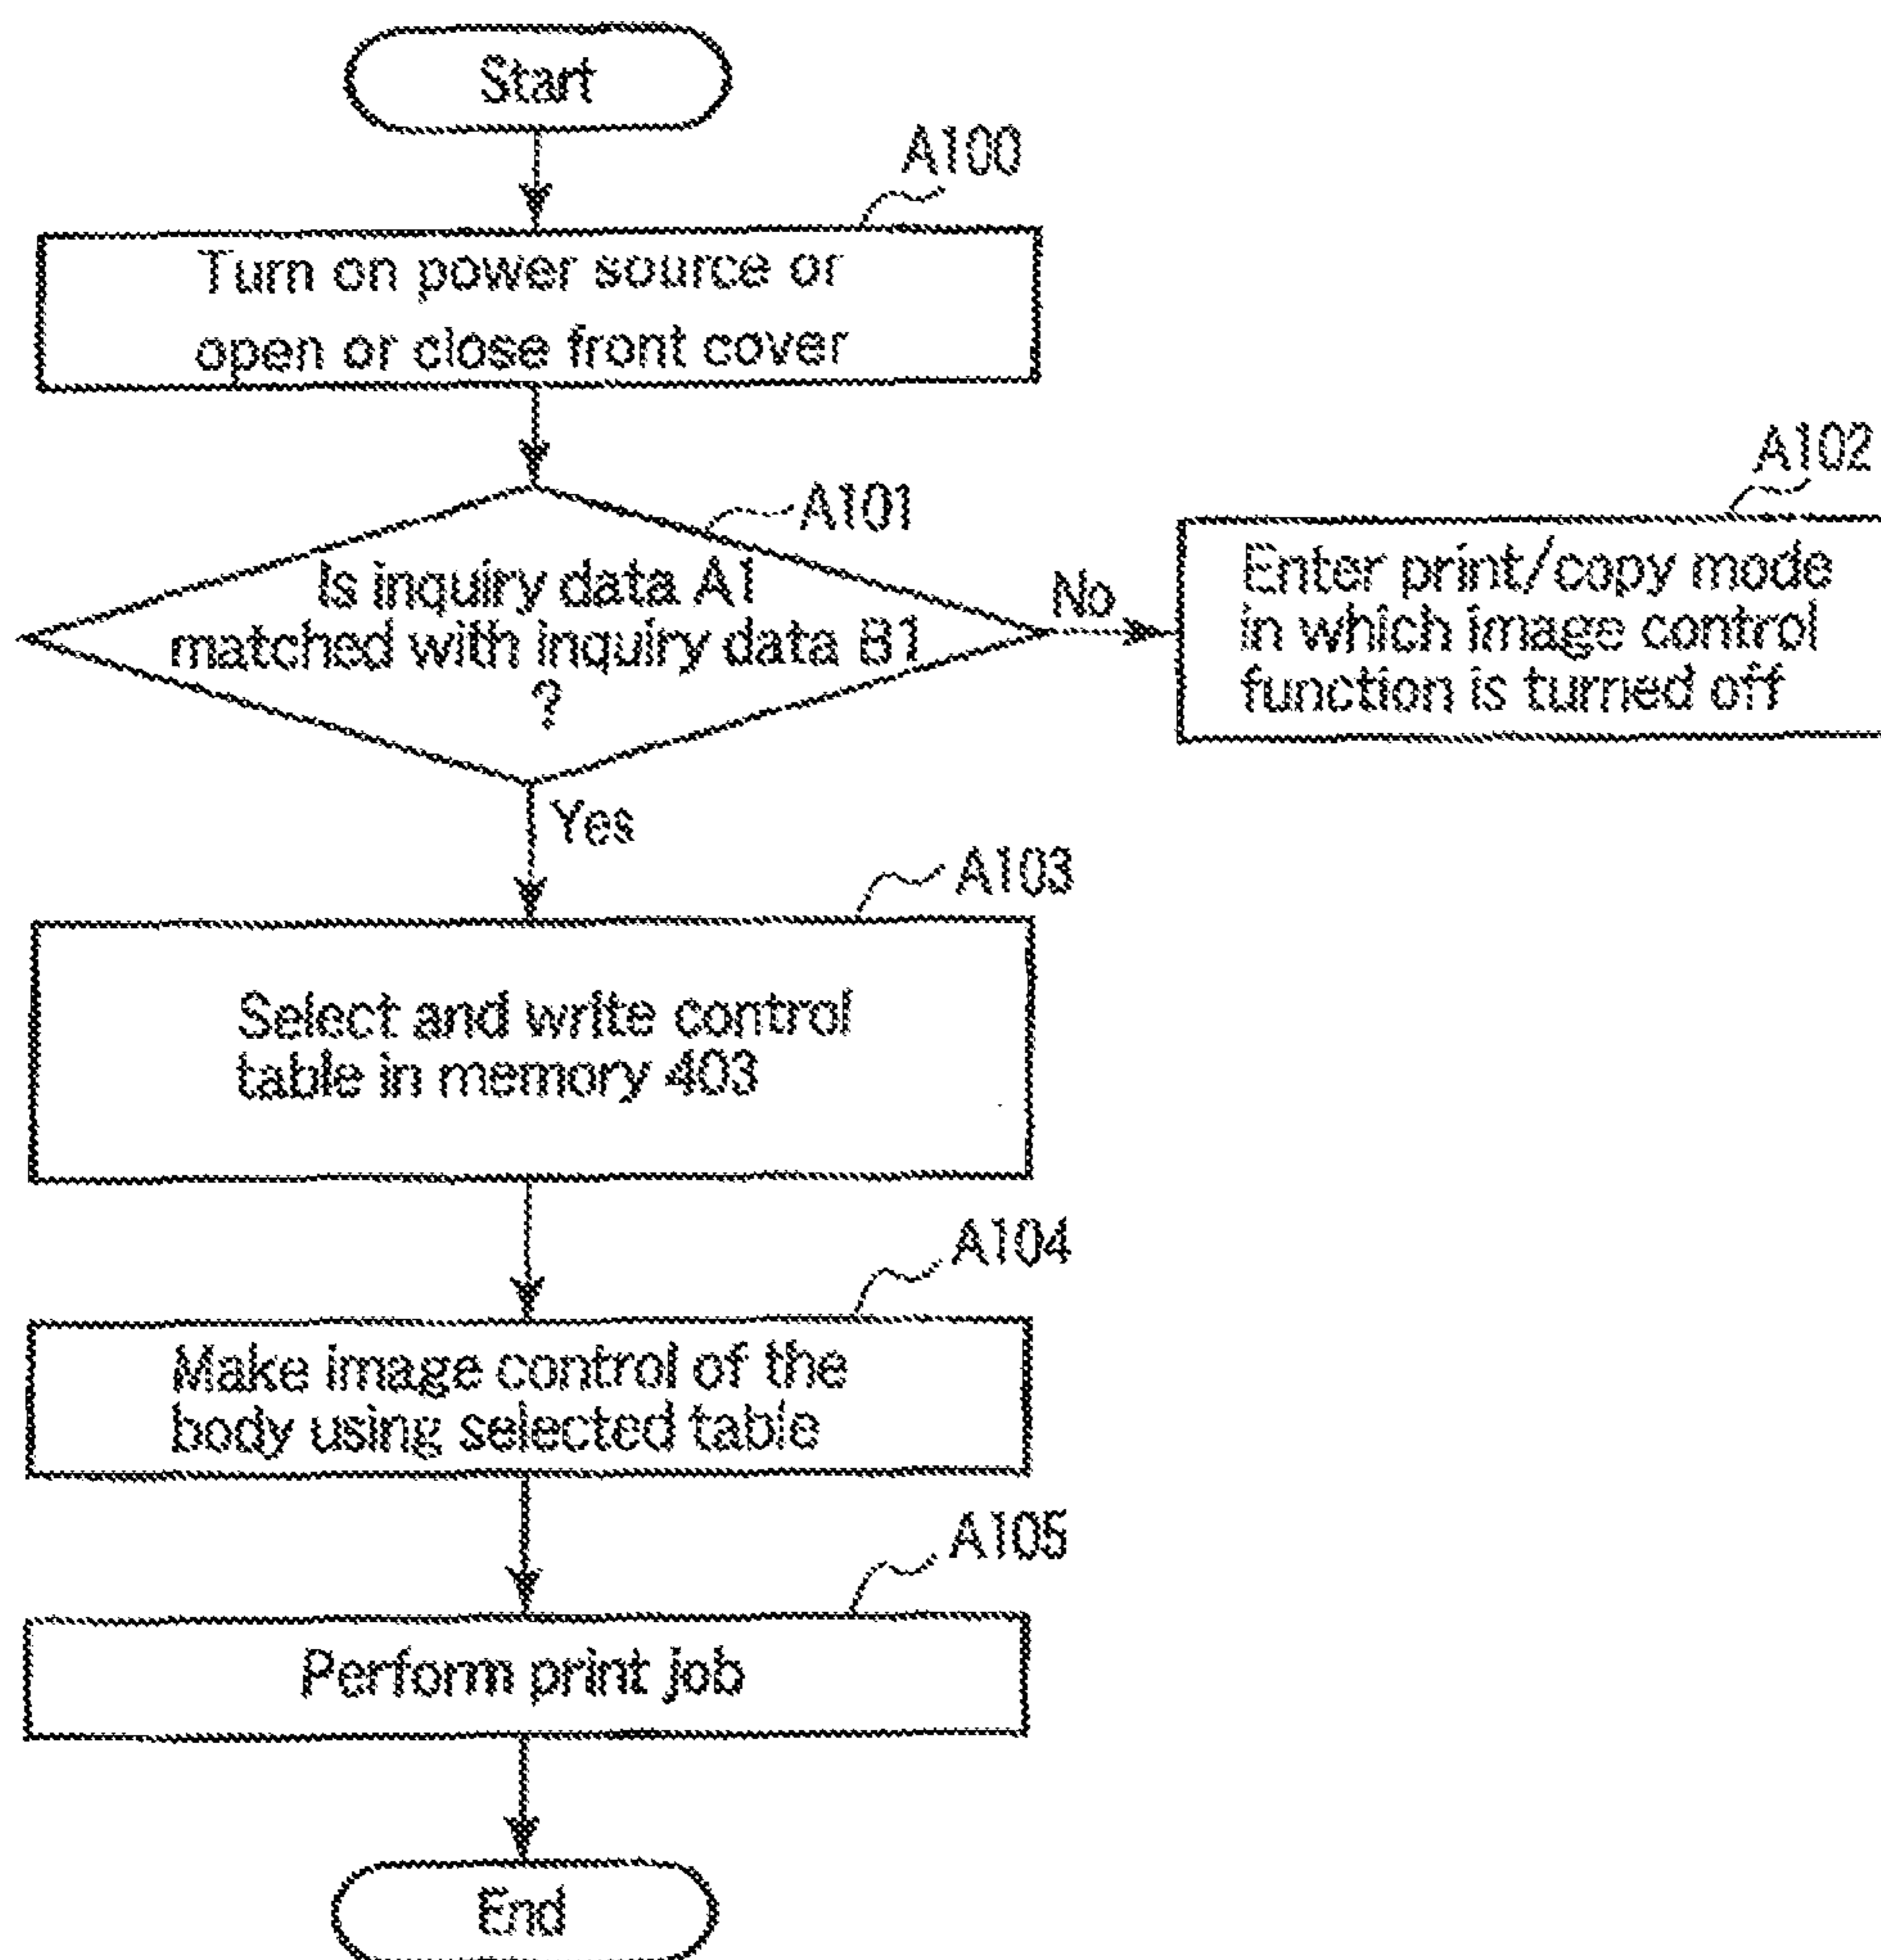 Start
A100
Turn on power source or
open or close front cover
A101
Is inquiry data A1
matched with inquiry data B1
?
No
A102
Enter print/copy mode
in which image control
function is turned off
Yes
A103
Select and write control
table in memory 403
A104
Make image control of the
body using selected table
A105
Perform print job
End